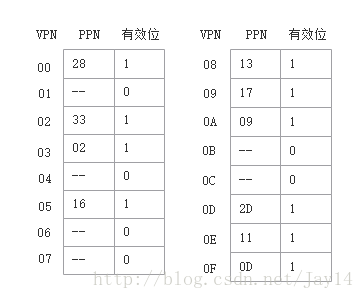 VPN PPN 有效位 VPN PPN 有效位
00 28 1 08 13 1
01 -- 0 09 17 1
02 33 1 0A 09 1
03 02 1 0B -- 0
04 -- 0 0C -- 0
05 16 1 0D 2D 1
06 -- 0 0E 11 1
07 -- 0 0F 0D 1
http://blog.csdn.net/Jay14